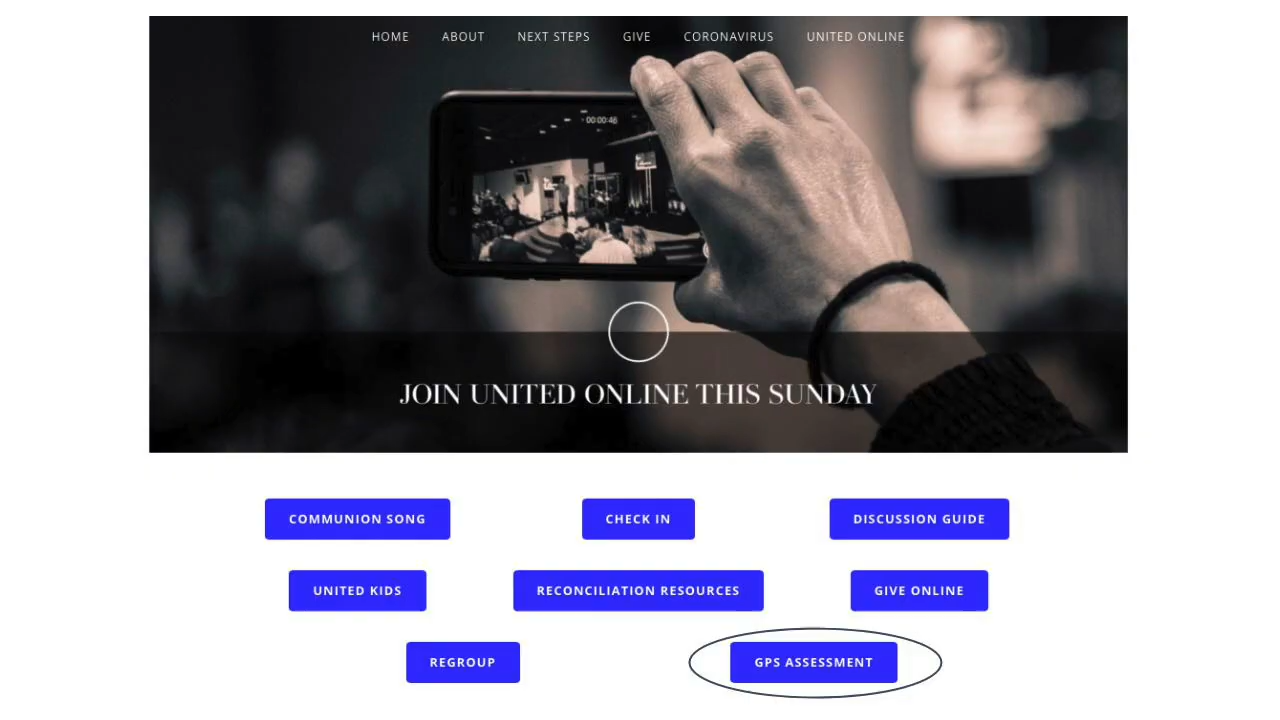 HOME ABOUT NEXT STEPS GIVE CORONAVIRUS UNITED ONLINE
00:00:46
JOIN UNITED ONLINE THIS SUNDAY
COMMUNION SONG CHECK IN DISCUSSION GUIDE
UNITED KIDS RECONCILIATION RESOURCES GIVE ONLINE
REGROUP GPS ASSESSMENT